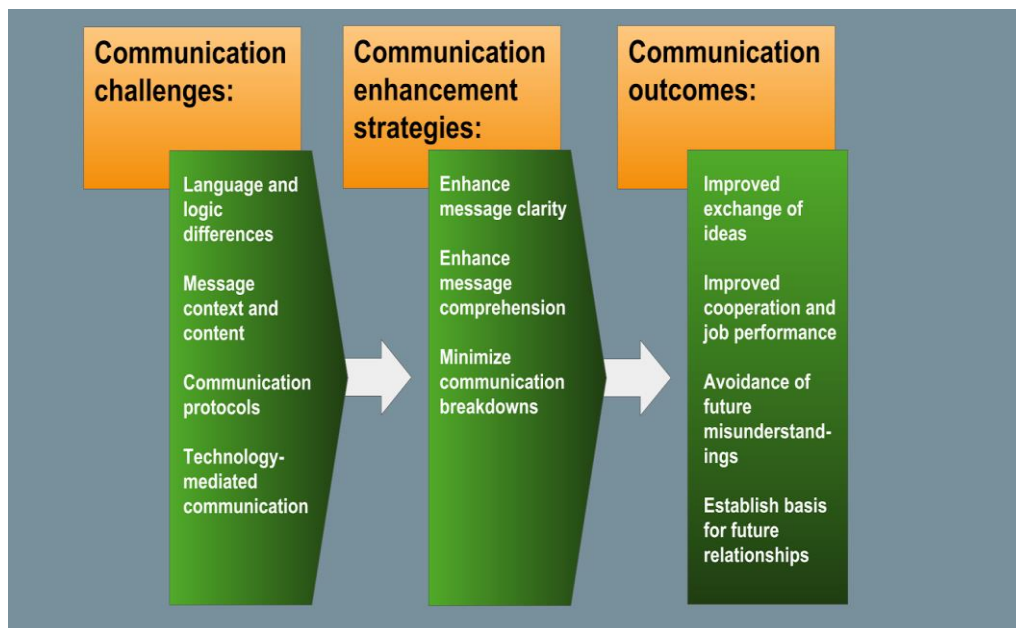 Communication
challenges:
Language and
logic
differences
Message
context and
content
Communication
protocols
Technology-
mediated
communication
Communication
enhancement
strategies:
Enhance
message clarity
Enhance
message
comprehension
Minimize
communication
breakdowns
Communication
outcomes:
Improved
exchange of
ideas
Improved
cooperation and
job performance
Avoidance of
future
misunderstand-
ings
Establish basis
for future
relationships